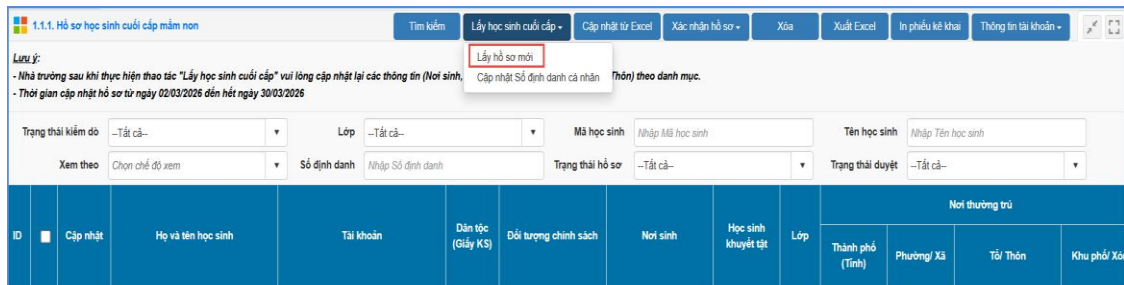 1.1.1. Hồ sơ học sinh cuối cấp mầm non
Tìm kiếm
Lấy học sinh cuối cấp
Cập nhật từ Excel
Xác nhận hồ sơ
Xóa
Xuất Excel
In phiếu kê khai
Thông tin tài khoản
Lấy hồ sơ mới
Cập nhật Số định danh cá nhân
Lưu ý:
- Nhà trường sau khi thực hiện thao tác "Lấy học sinh cuối cấp" vui lòng cập nhật lại các thông tin (Nơi sinh, Thôn) theo danh mục.
- Thời gian cập nhật hồ sơ từ ngày 02/03/2026 đến hết ngày 30/03/2026
Trạng thái kiểm dò --Tất cả-- Lớp --Tất cả-- Mã học sinh Nhập Mã học sinh Tên học sinh Nhập Tên học sinh
Xem theo Chọn chế độ xem Số định danh Nhập Số định danh Trạng thái hồ sơ --Tất cả-- Trạng thái duyệt --Tất cả--
ID Cập nhật Họ và tên học sinh Tài khoản
Dân tộc
(Giấy KS)
Đối tượng chính sách Nơi sinh
Học sinh
khuyết tật
Lớp
Nơi thường trú
Thành phố
(Tỉnh)
Phường/ Xã Tổ/ Thôn Khu phố/ Xó